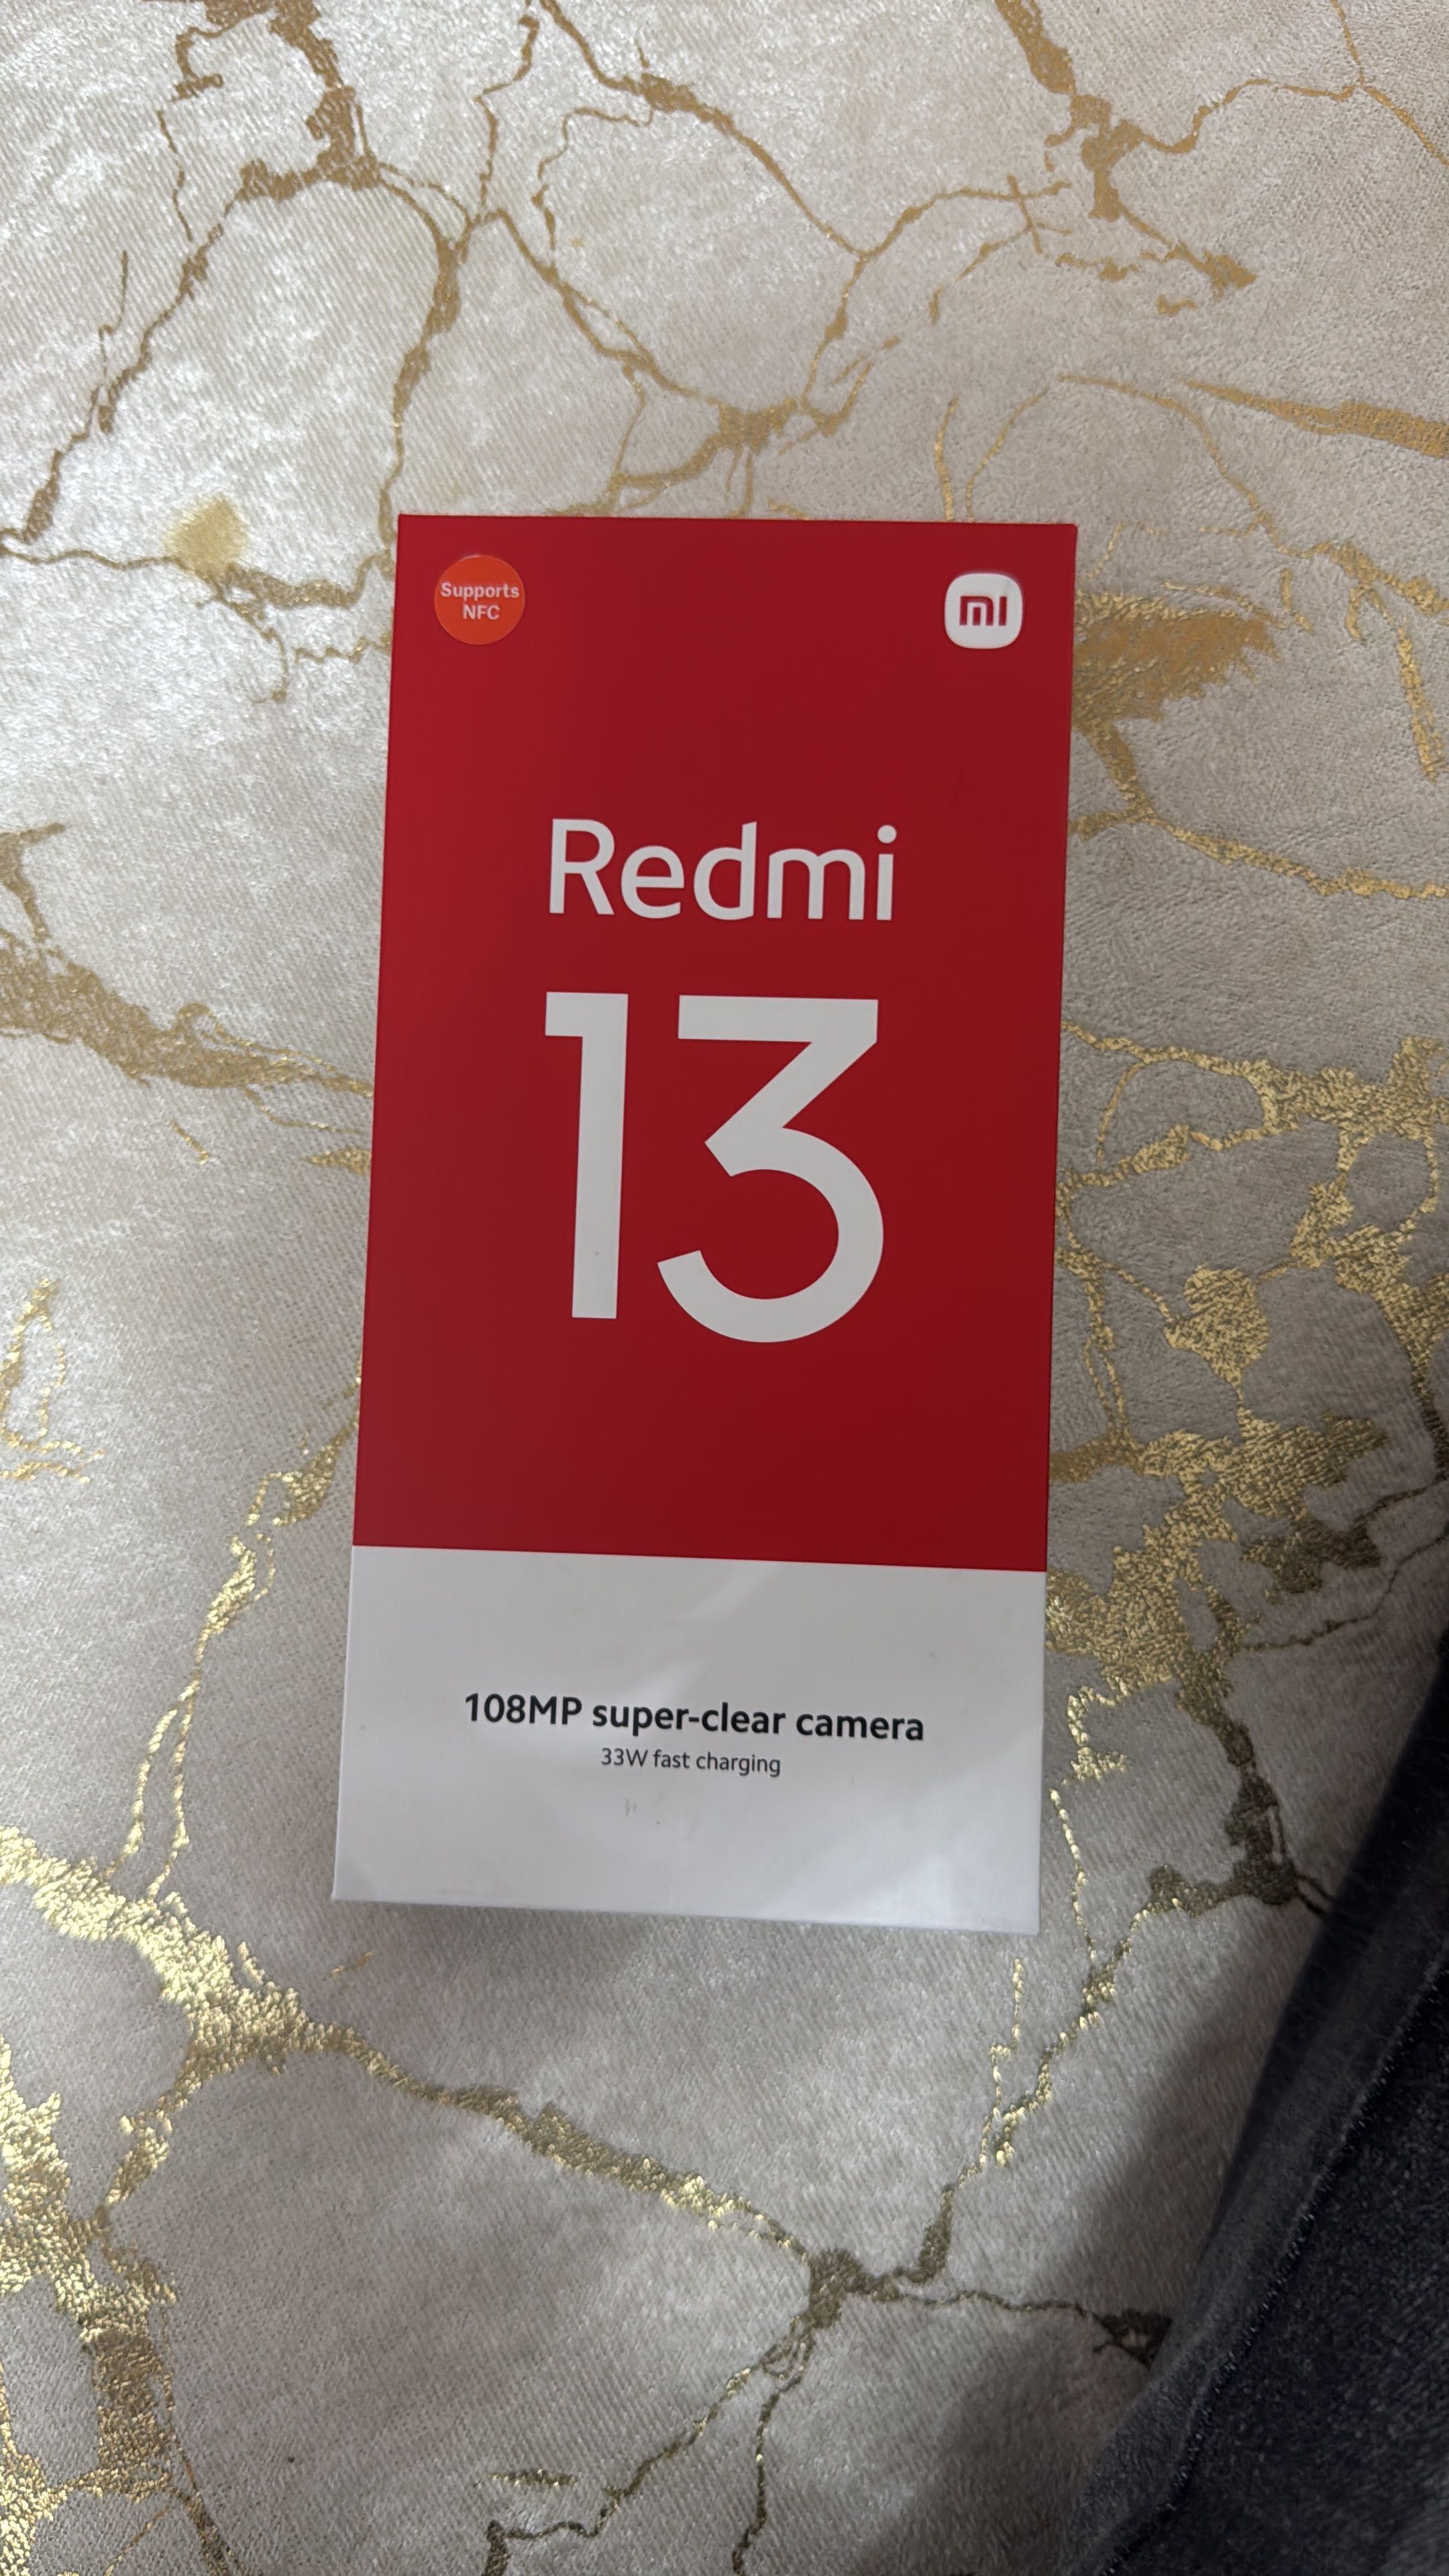 Supports
NFC
mi
Redmi
13
108MP super-clear camera
33W fast charging